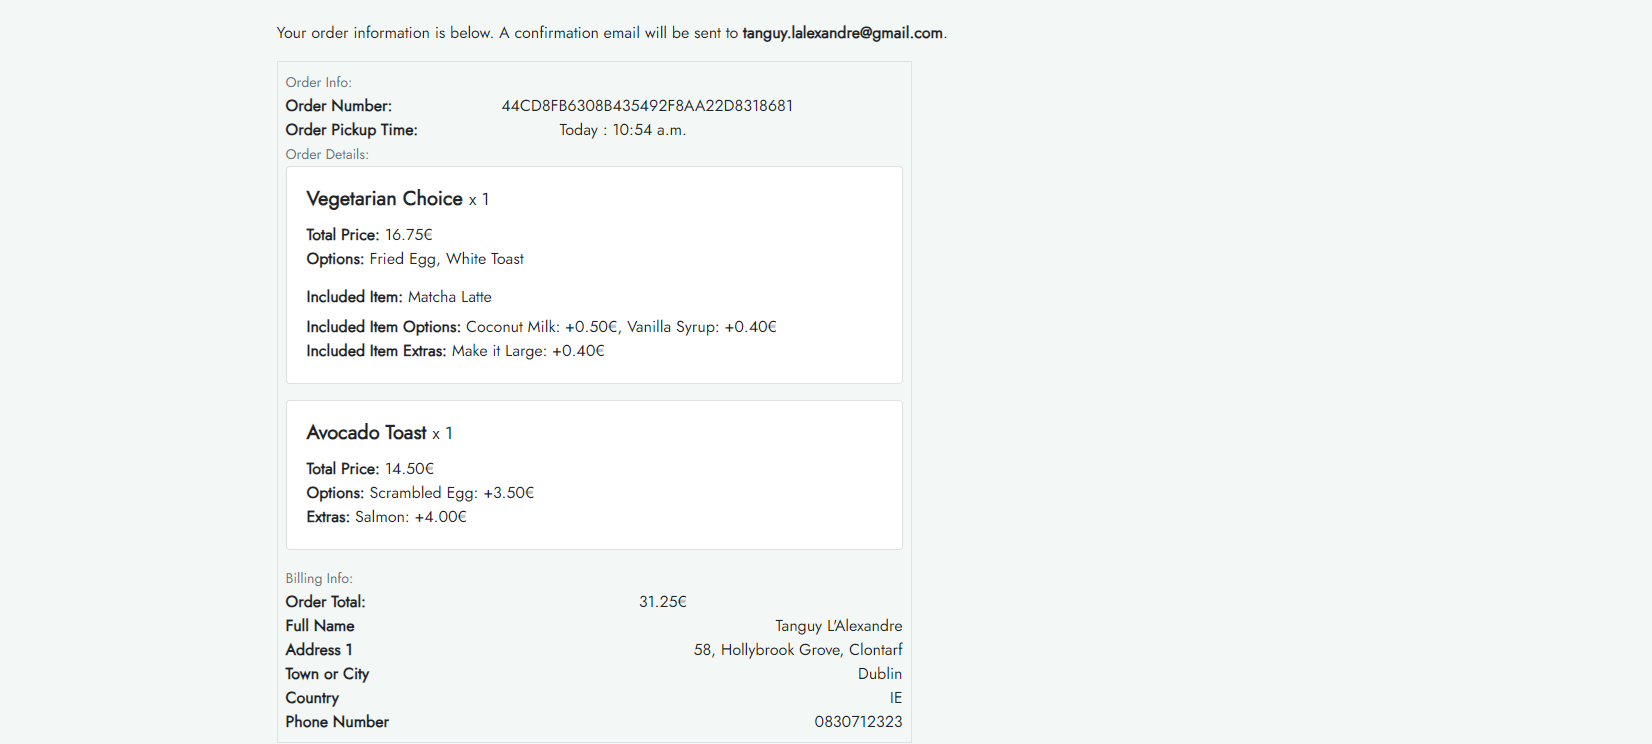 Your order information is below. A confirmation email will be sent to tanguy.lalexandre@gmail.com.
Order Info:
Order Number: 44CD8FB6308B435492F8AA22D8318681
Order Pickup Time: Today : 10:54 a.m.
Order Details:
Vegetarian Choice x 1
Total Price: 16.75€
Options: Fried Egg, White Toast
Included Item: Matcha Latte
Included Item Options: Coconut Milk: +0.50€, Vanilla Syrup: +0.40€
Included Item Extras: Make it Large: +0.40€
Avocado Toast x 1
Total Price: 14.50€
Options: Scrambled Egg: +3.50€
Extras: Salmon: +4.00€
Billing Info:
Order Total: 31.25€
Full Name Tanguy L'Alexandre
Address 1 58, Hollybrook Grove, Clontarf
Town or City Dublin
Country IE
Phone Number 0830712323